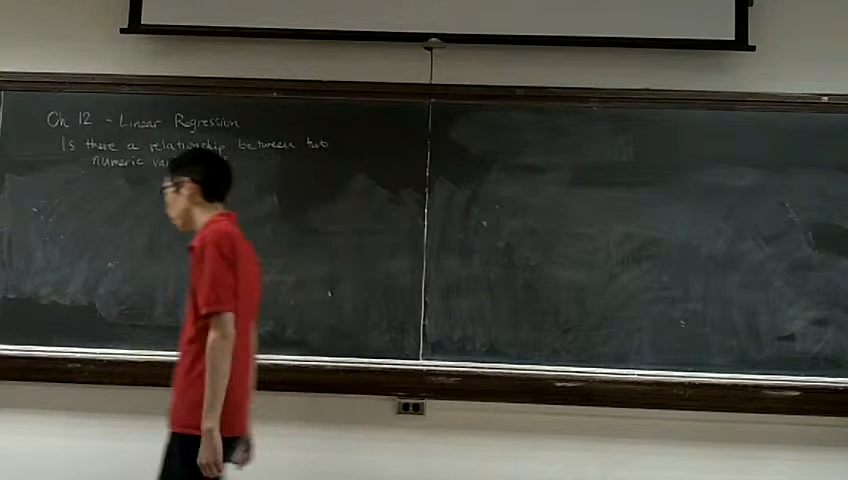 Ch 12 - Linear Regression
Is there a relationship between two
numeric